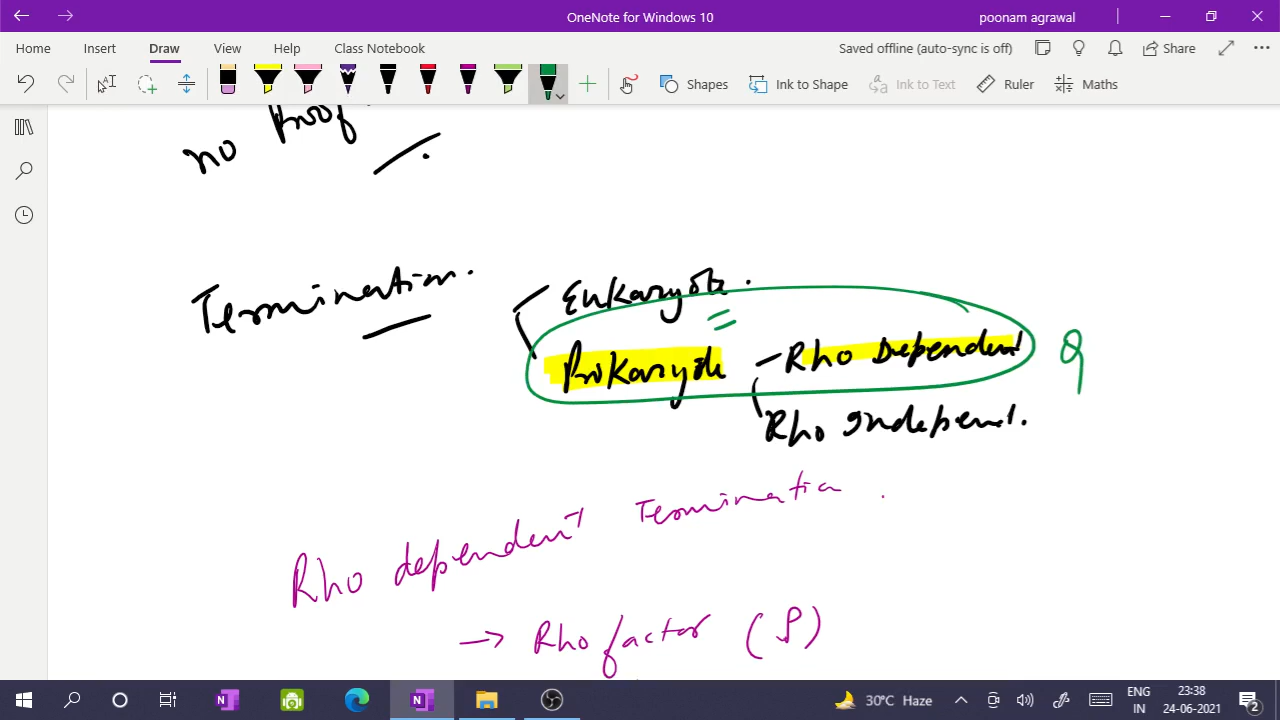 OneNote for Windows 10
poonam agrawal
Home Insert Draw View Help Class Notebook
Saved offline (auto-sync is off)
Share
Shapes Ink to Shape Ink to Text Ruler Maths
no Proof
Termination.
Eukaryote.
Prokaryote - Rho Dependent
Rho Independent.
Rho dependent Termination.
→ Rho factor (ρ)
30°C Haze
ENG
IN
23:38
24-06-2021
2